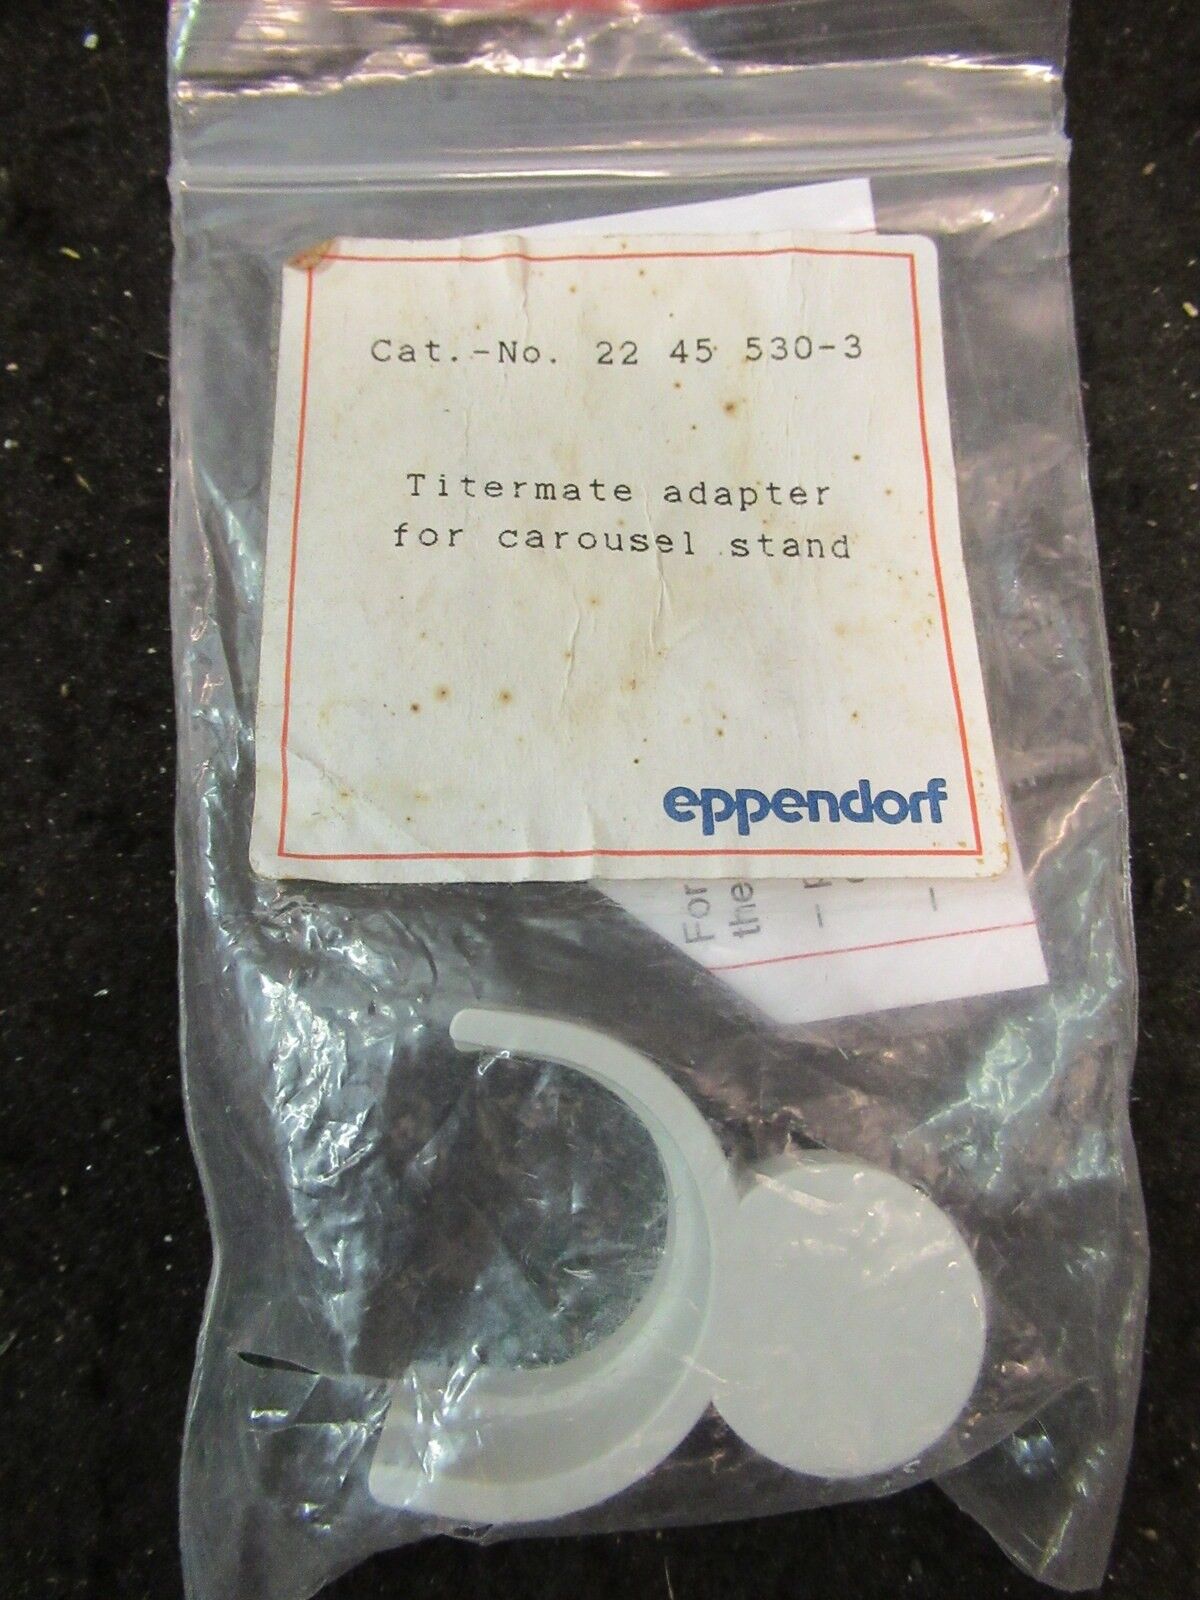 Cat.-No. 22 45 530-3
Titermate adapter
for carousel stand
eppendorf
For
the
-
-